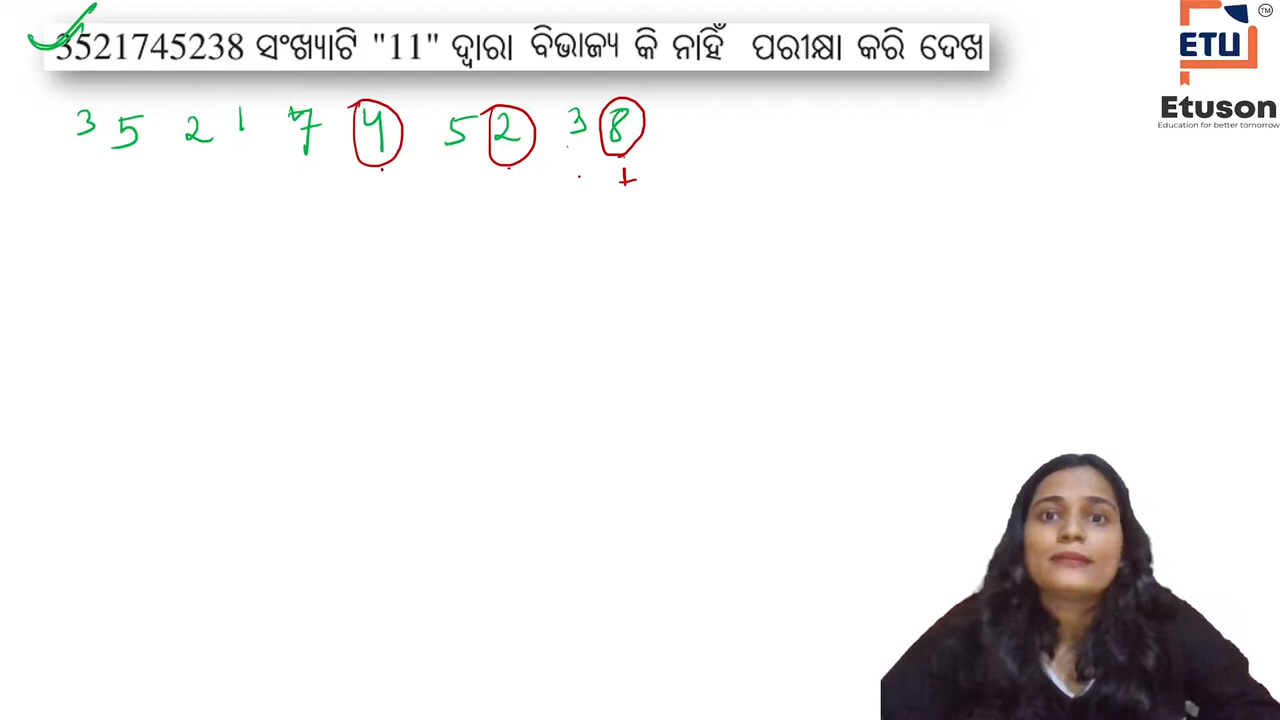 3521745238 ସଂଖ୍ୟାଟି "11" ଦ୍ୱାରା ବିଭାଜ୍ୟ କି ନାହିଁ ପରୀକ୍ଷା କରି ଦେଖ
ETU
TM
Etuson
Education for better tomorrow
3 5 2 1 7 4 5 2 3 8
+